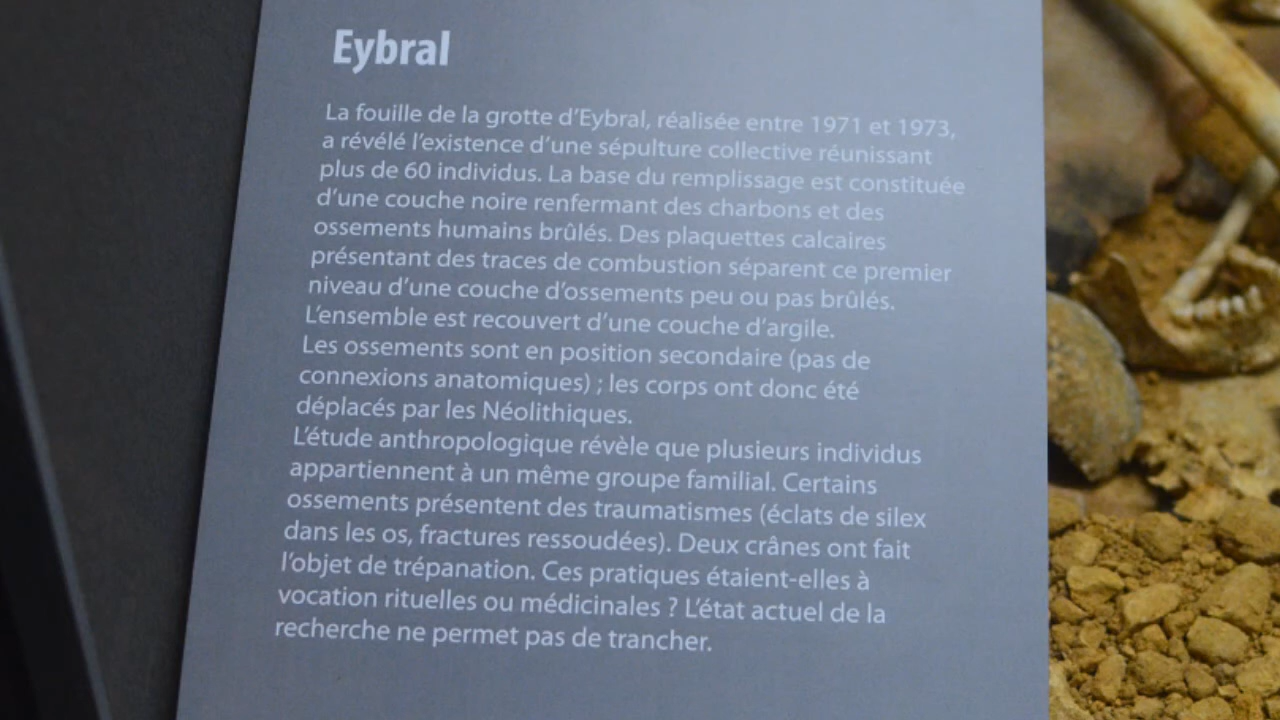 Eybral
La fouille de la grotte d’Eybral, réalisée entre 1971 et 1973,
a révélé l’existence d’une sépulture collective réunissant
plus de 60 individus. La base du remplissage est constituée
d’une couche noire renfermant des charbons et des
ossements humains brûlés. Des plaquettes calcaires
présentant des traces de combustion séparent ce premier
niveau d’une couche d’ossements peu ou pas brûlés.
L’ensemble est recouvert d’une couche d’argile.
Les ossements sont en position secondaire (pas de
connexions anatomiques) ; les corps ont donc été
déplacés par les Néolithiques.
L’étude anthropologique révèle que plusieurs individus
appartiennent à un même groupe familial. Certains
ossements présentent des traumatismes (éclats de silex
dans les os, fractures ressoudées). Deux crânes ont fait
l’objet de trépanation. Ces pratiques étaient-elles à
vocation rituelles ou médicinales ? L’état actuel de la
recherche ne permet pas de trancher.